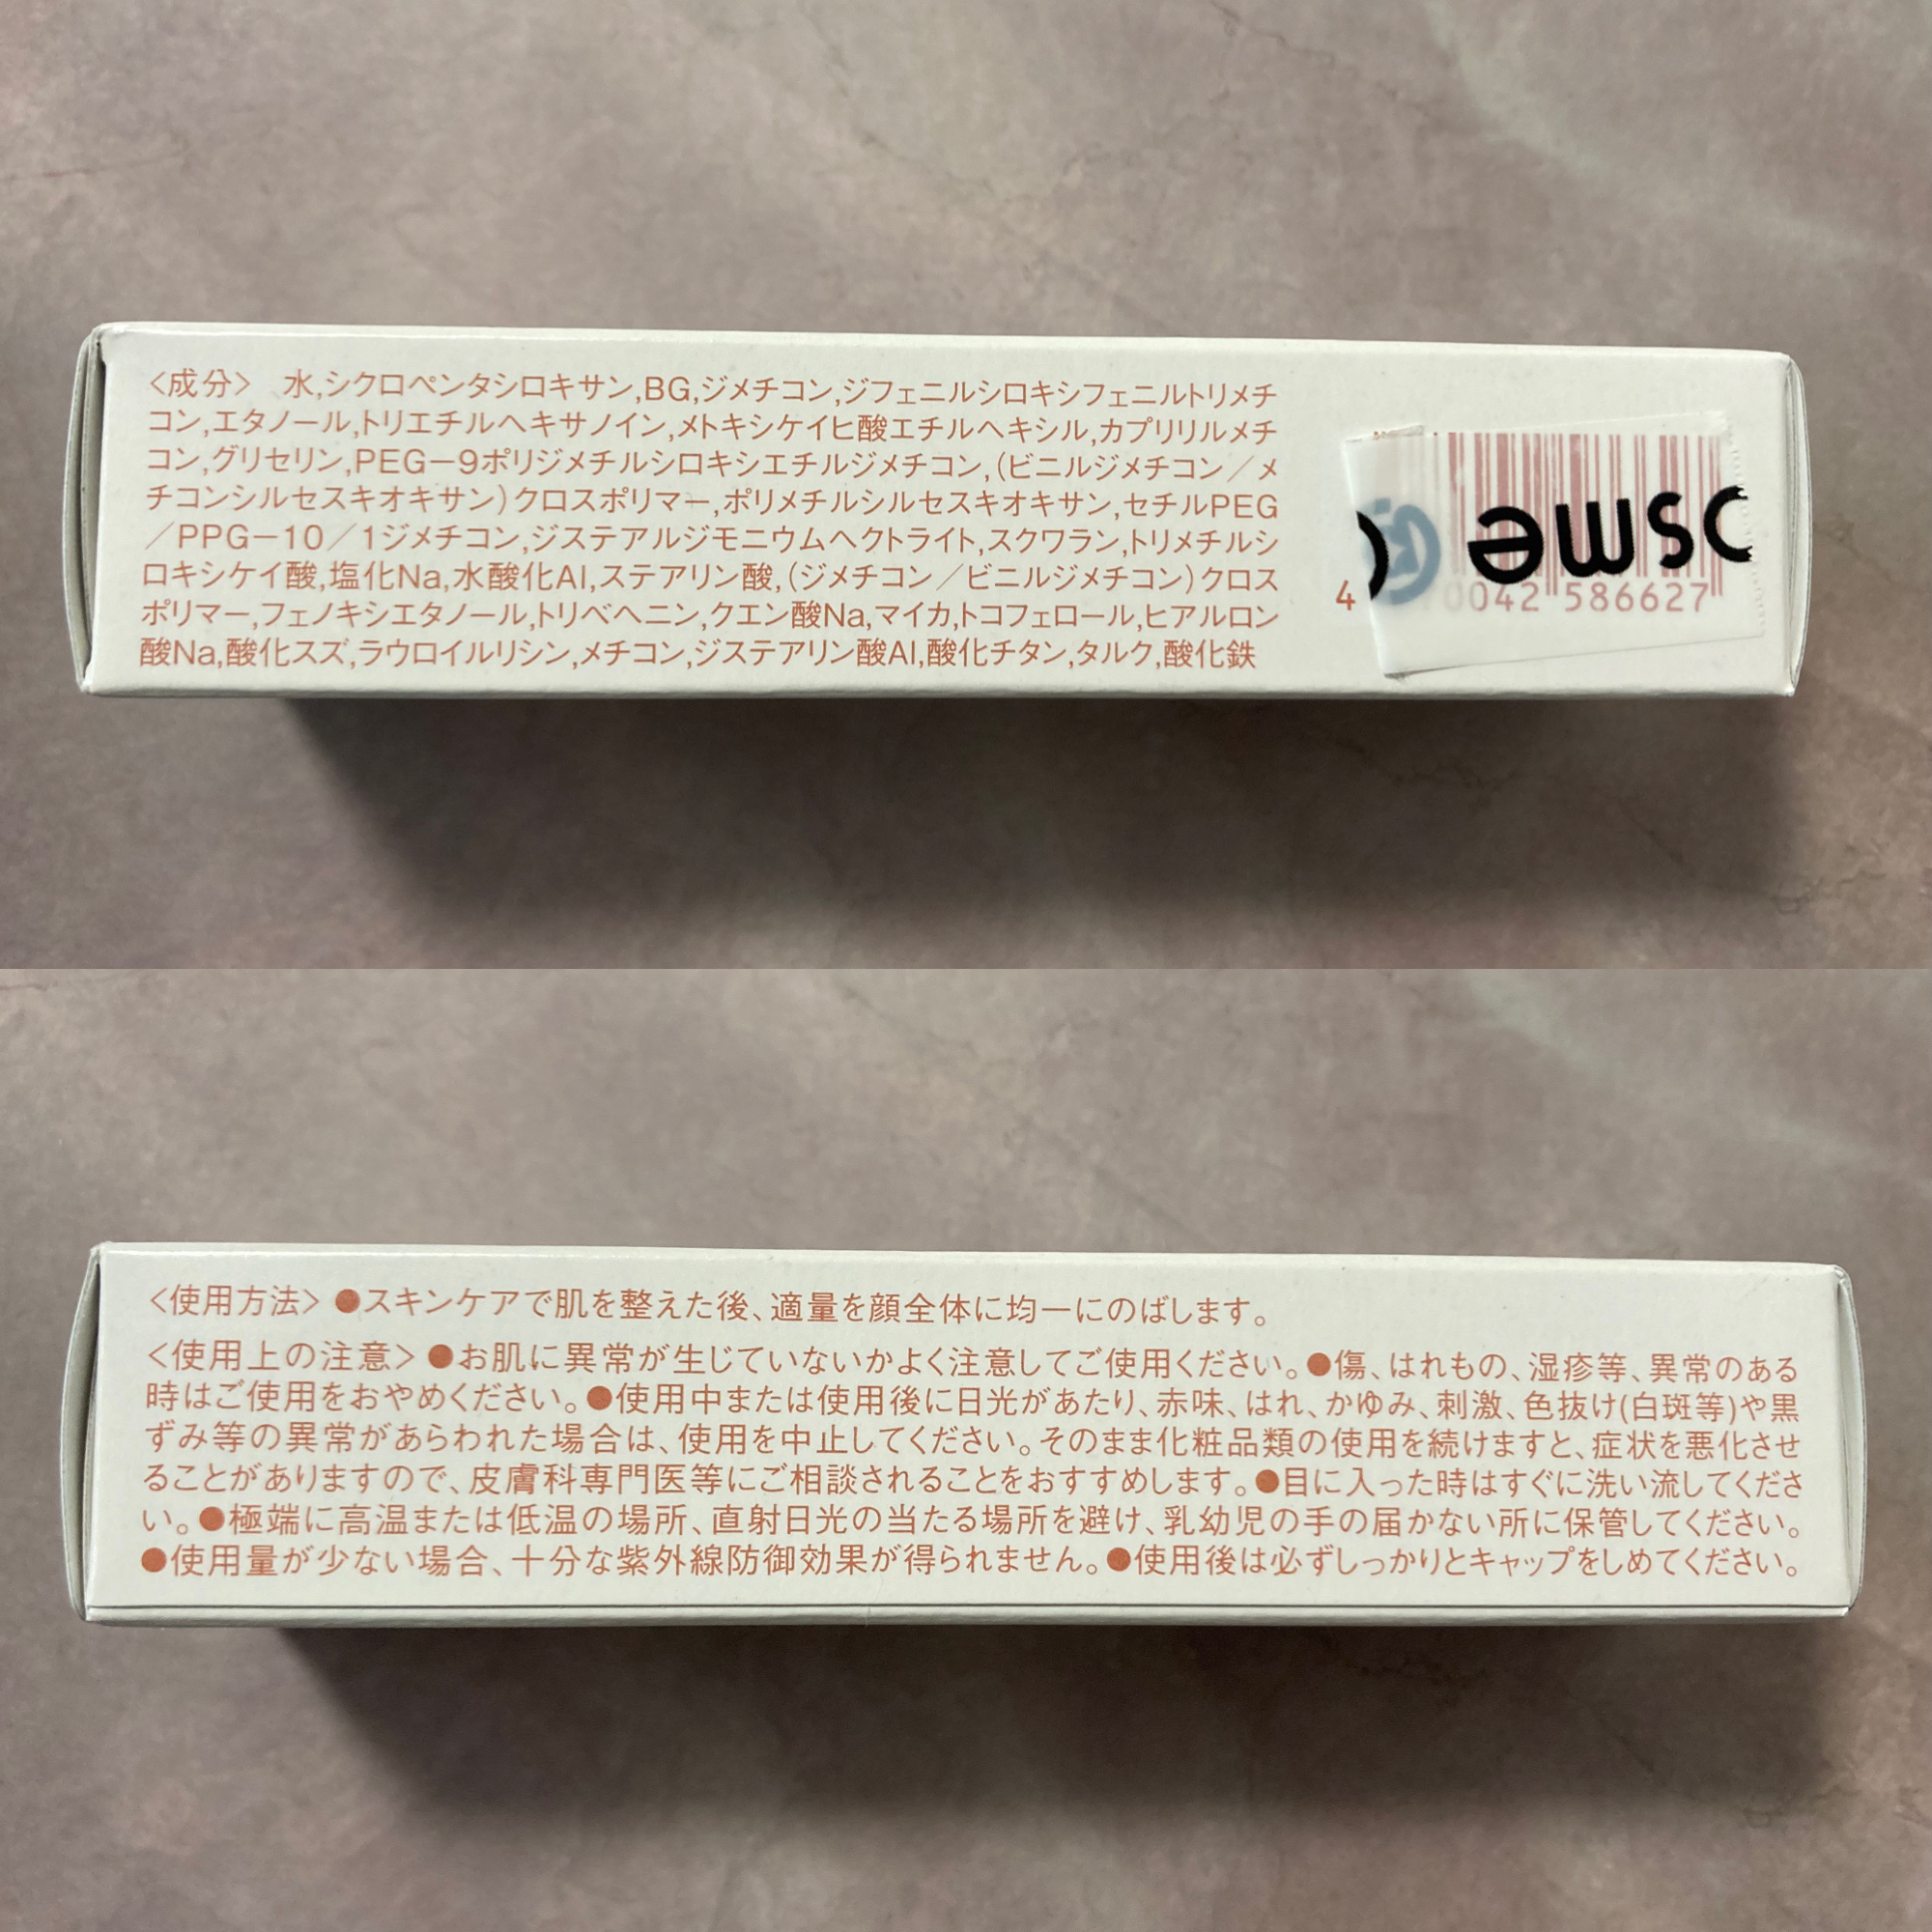 〈成分〉 水,シクロペンタシロキサン,BG,ジメチコン,ジフェニルシロキシフェニルトリメチ
コン,エタノール,トリエチルヘキサノイン,メトキシケイヒ酸エチルヘキシル,カプリリルメチ
コン,グリセリン,PEG－9ポリジメチルシロキシエチルジメチコン,(ビニルジメチコン／メ
チコンシルセスキオキサン)クロスポリマー,ポリメチルシルセスキオキサン,セチルPEG
／PPG－10／1ジメチコン,ジステアルジモニウムヘクトライト,スクワラン,トリメチルシ
ロキシケイ酸,塩化Na,水酸化Al,ステアリン酸,(ジメチコン／ビニルジメチコン)クロス
ポリマー,フェノキシエタノール,トリベヘニン,クエン酸Na,マイカ,トコフェロール,ヒアルロン
酸Na,酸化スズ,ラウロイルリシン,メチコン,ジステアリン酸Al,酸化チタン,タルク,酸化鉄
osme
4 0042 586627
〈使用方法〉 ●スキンケアで肌を整えた後、適量を顔全体に均一にのばします。
〈使用上の注意〉 ●お肌に異常が生じていないかよく注意してご使用ください。●傷、はれもの、湿疹等、異常のある
時はご使用をおやめください。●使用中または使用後に日光があたり、赤味、はれ、かゆみ、刺激、色抜け(白斑等)や黒
ずみ等の異常があらわれた場合は、使用を中止してください。そのまま化粧品類の使用を続けますと、症状を悪化させ
ることがありますので、皮膚科専門医等にご相談されることをおすすめします。●目に入った時はすぐに洗い流してくださ
い。●極端に高温または低温の場所、直射日光の当たる場所を避け、乳幼児の手の届かない所に保管してください。
●使用量が少ない場合、十分な紫外線防御効果が得られません。●使用後は必ずしっかりとキャップをしめてください。